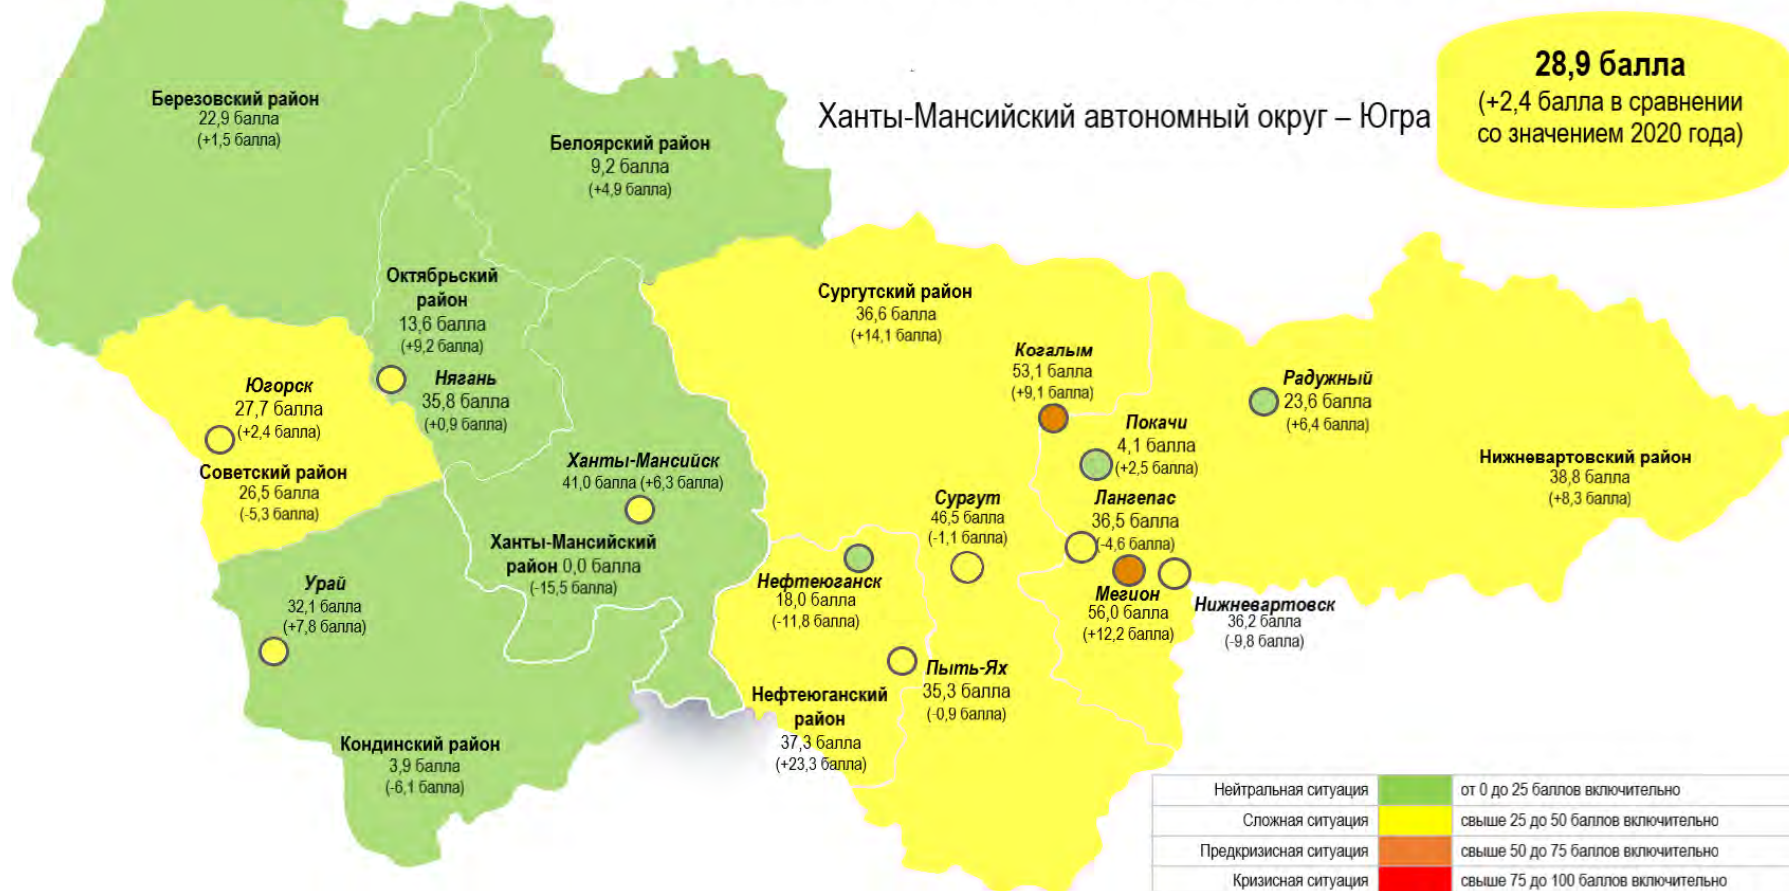 28,9 балла
(+2,4 балла в сравнении
со значением 2020 года)
Ханты-Мансийский автономный округ – Югра
Березовский район
22,9 балла
(+1,5 балла)
Белоярский район
9,2 балла
(+4,9 балла)
Октябрьский
район
13,6 балла
(+9,2 балла)
Нягань
35,8 балла
(+0,9 балла)
Югорск
27,7 балла
(+2,4 балла)
Советский район
26,5 балла
(-5,3 балла)
Ханты-Мансийск
41,0 балла (+6,3 балла)
Ханты-Мансийский
район 0,0 балла
(-15,5 балла)
Урай
32,1 балла
(+7,8 балла)
Кондинский район
3,9 балла
(-6,1 балла)
Сургутский район
36,6 балла
(+14,1 балла)
Когалым
53,1 балла
(+9,1 балла)
Покачи
4,1 балла
(+2,5 балла)
Радужный
23,6 балла
(+6,4 балла)
Нижневартовский район
38,8 балла
(+8,3 балла)
Сургут
46,5 балла
(-1,1 балла)
Лангепас
36,5 балла
(-4,6 балла)
Мегион
56,0 балла
(+12,2 балла)
Нижневартовск
36,2 балла
(-9,8 балла)
Нефтеюганск
18,0 балла
(-11,8 балла)
Пыть-Ях
35,3 балла
(-0,9 балла)
Нефтеюганский
район
37,3 балла
(+23,3 балла)
Нейтральная ситуация от 0 до 25 баллов включительно
Сложная ситуация свыше 25 до 50 баллов включительно
Предкризисная ситуация свыше 50 до 75 баллов включительно
Кризисная ситуация свыше 75 до 100 баллов включительно